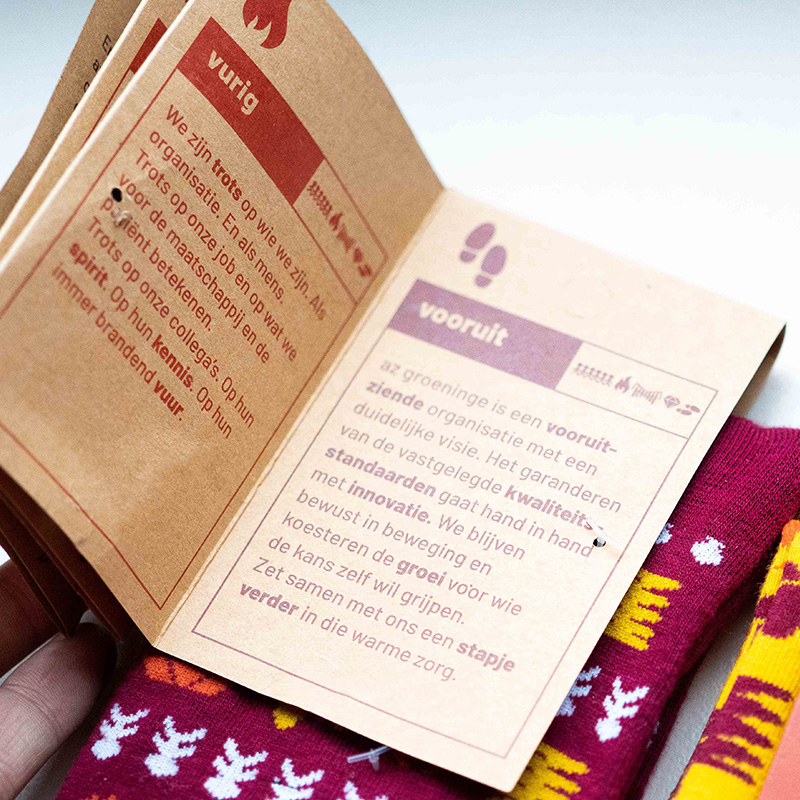 vurig
We zijn trots op wie we zijn. Als
organisatie. En als mens.
Trots op onze job en op wat we
voor de maatschappij en de
patiënt betekenen.
Trots op onze collega's. Op hun
spirit. Op hun kennis. Op hun
immer brandend vuur.
vooruit
az groeninge is een vooruit-
ziende organisatie met een
duidelijke visie. Het garanderen
van de vastgelegde kwaliteits-
standaarden gaat hand in hand
met innovatie. We blijven
bewust in beweging en
koesteren de groei voor wie
de kans zelf wil grijpen.
Zet samen met ons een stapje
verder in die warme zorg.